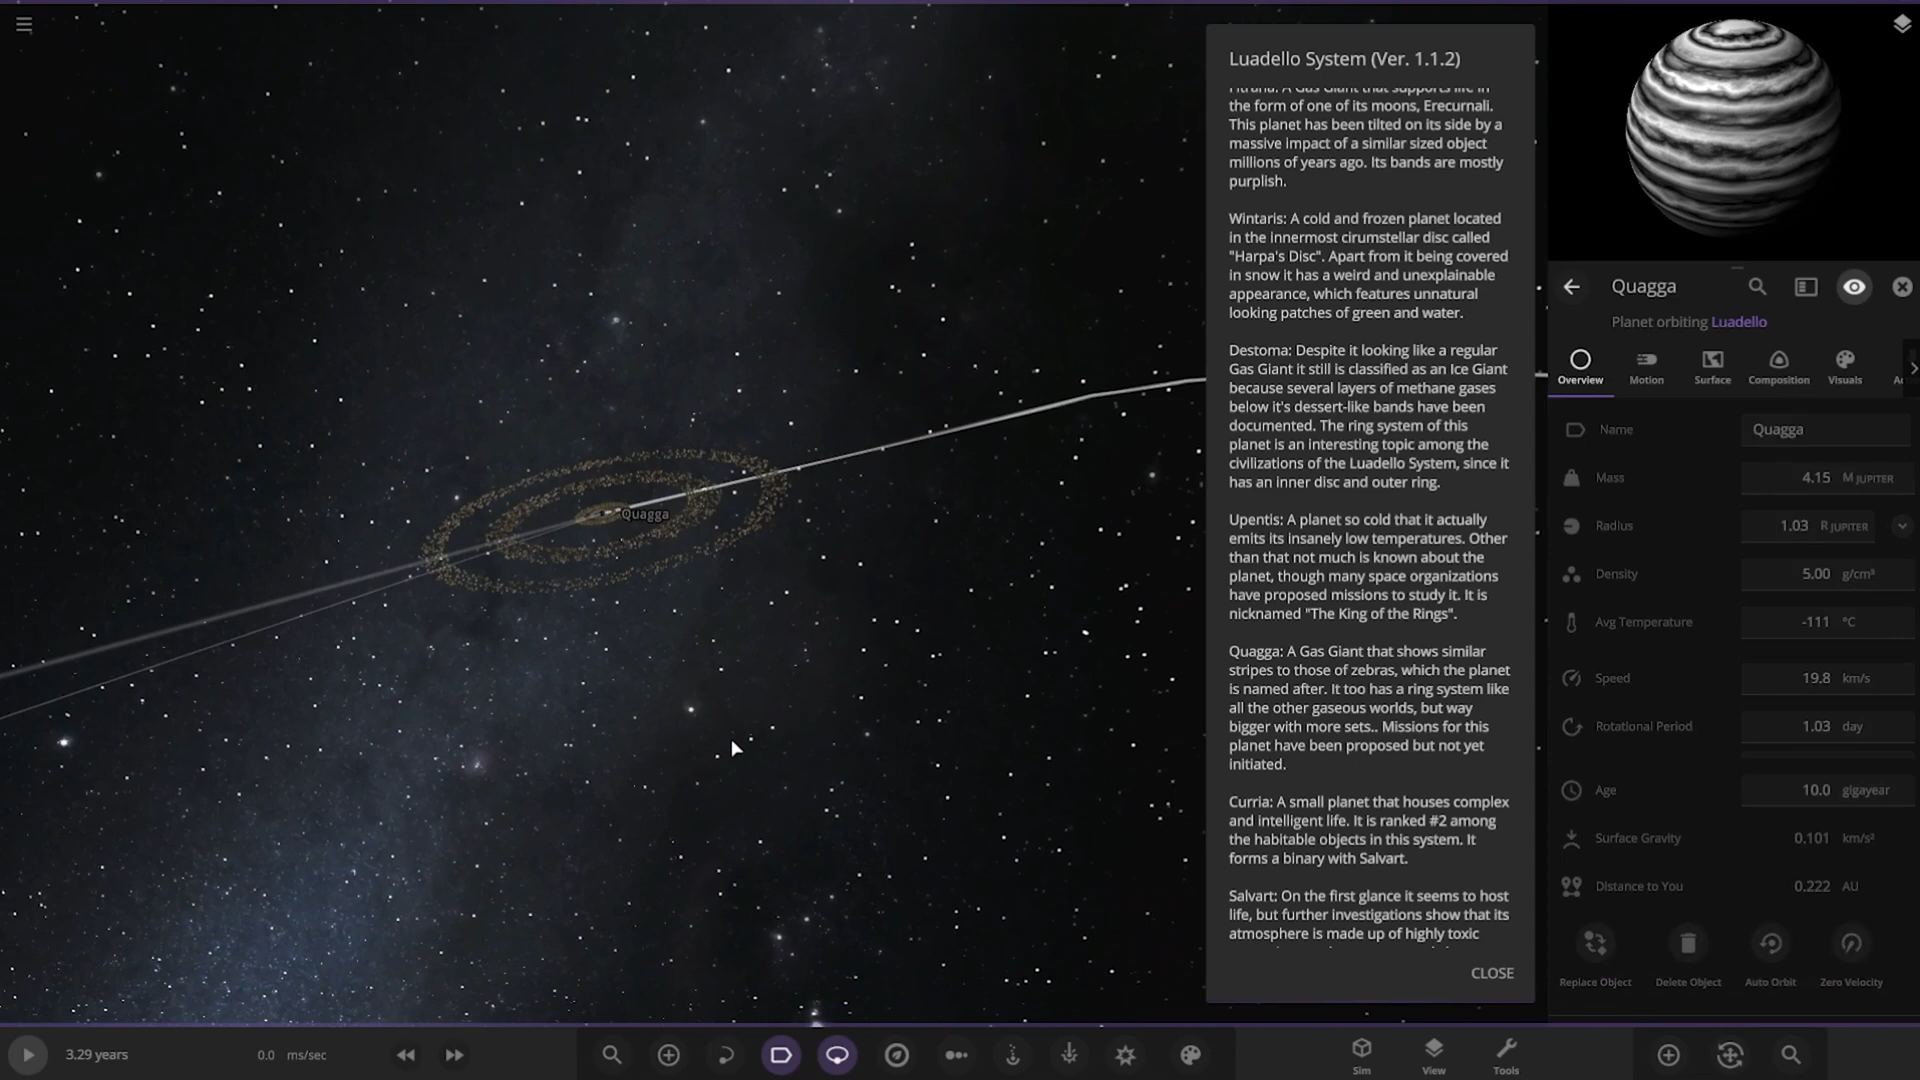 Luadello System (Ver. 1.1.2)
Gas Giant that supports life in
the form of one of its moons, Erecurnali.
This planet has been tilted on its side by a
massive impact of a similar sized object
millions of years ago. Its bands are mostly
purplish.
Wintaris: A cold and frozen planet located
in the innermost cirumstellar disc called
"Harpa's Disc". Apart from it being covered
in snow it has a weird and unexplainable
appearance, which features unnatural
looking patches of green and water.
Destoma: Despite it looking like a regular
Gas Giant it still is classified as an Ice Giant
because several layers of methane gases
below it's dessert-like bands have been
documented. The ring system of this
planet is an interesting topic among the
civilizations of the Luadello System, since it
has an inner disc and outer ring.
Upentis: A planet so cold that it actually
emits its insanely low temperatures. Other
than that not much is known about the
planet, though many space organizations
have proposed missions to study it. It is
nicknamed "The King of the Rings".
Quagga: A Gas Giant that shows similar
stripes to those of zebras, which the planet
is named after. It too has a ring system like
all the other gaseous worlds, but way
bigger with more sets.. Missions for this
planet have been proposed but not yet
initiated.
Curria: A small planet that houses complex
and intelligent life. It is ranked #2 among
the habitable objects in this system. It
forms a binary with Salvart.
Salvart: On the first glance it seems to host
life, but further investigations show that its
atmosphere is made up of highly toxic
CLOSE
Quagga
Quagga
Planet orbiting Luadello
Overview Motion Surface Composition Visuals
Name Quagga
Mass 4.15 M JUPITER
Radius 1.03 R JUPITER
Density 5.00 g/cm³
Avg Temperature -111 °C
Speed 19.8 km/s
Rotational Period 1.03 day
Age 10.0 gigayear
Surface Gravity 0.101 km/s²
Distance to You 0.222 AU
Replace Object Delete Object Auto Orbit Zero Velocity
3.29 years 0.0 ms/sec
Sim View Tools